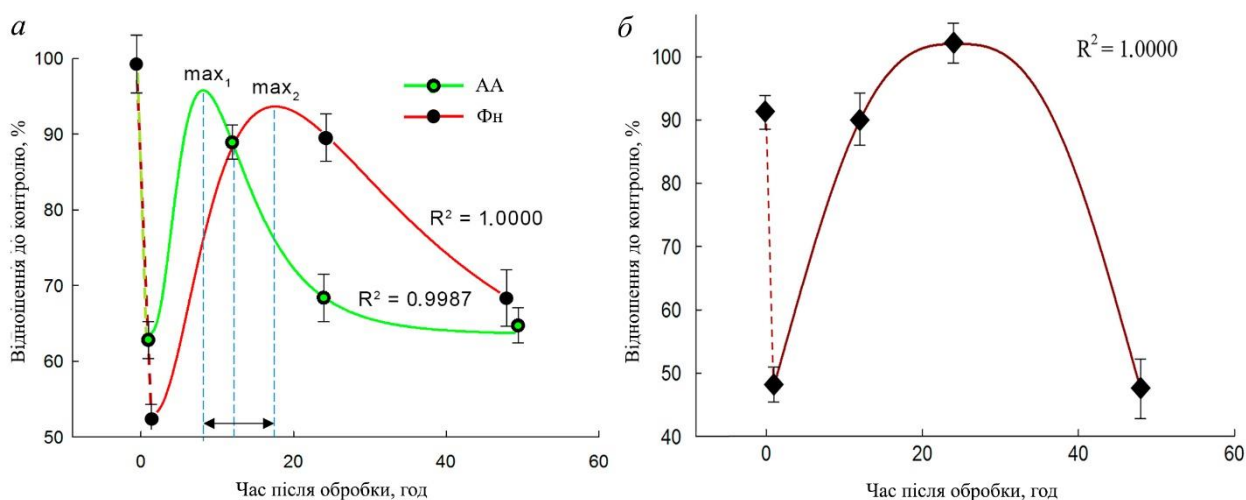 а
Відношення до контролю, %
100
90
80
70
60
50
max1
max2
АА
Фн
R² = 1.0000
R² = 0.9987
0
20
40
60
Час після обробки, год
б
Відношення до контролю, %
100
90
80
70
60
50
40
R² = 1.0000
0
20
40
60
Час після обробки, год